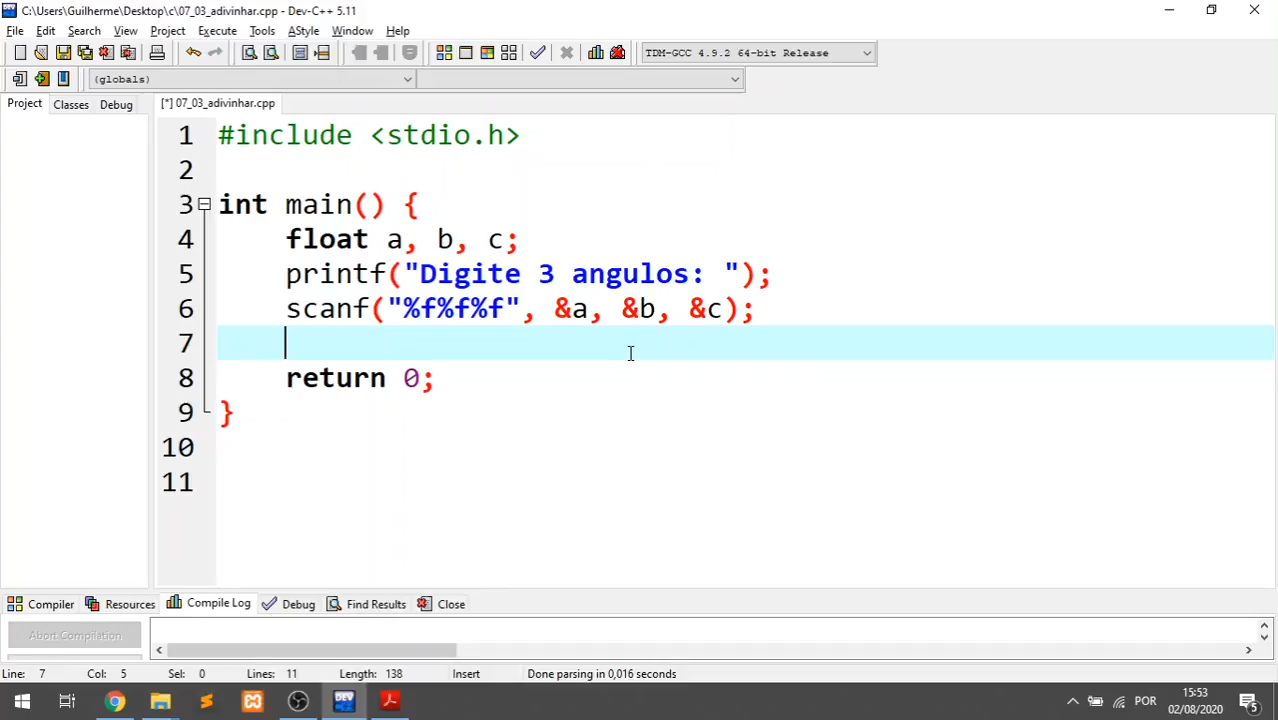 C:\Users\Guilherme\Desktop\c\07_03_adivinhar.cpp - Dev-C++ 5.11
File Edit Search View Project Execute Tools AStyle Window Help
TDM-GCC 4.9.2 64-bit Release
(globals)
Project Classes Debug [*] 07_03_adivinhar.cpp
1 #include <stdio.h>
2
3 int main() {
4 float a, b, c;
5 printf("Digite 3 angulos: ");
6 scanf("%f%f%f", &a, &b, &c);
7
8 return 0;
9 }
10
11
Compiler Resources Compile Log Debug Find Results Close
Abort Compilation
Line: 7 Col: 5 Sel: 0 Lines: 11 Length: 138 Insert Done parsing in 0,016 seconds
DEV POR 15:53
02/08/2020 5